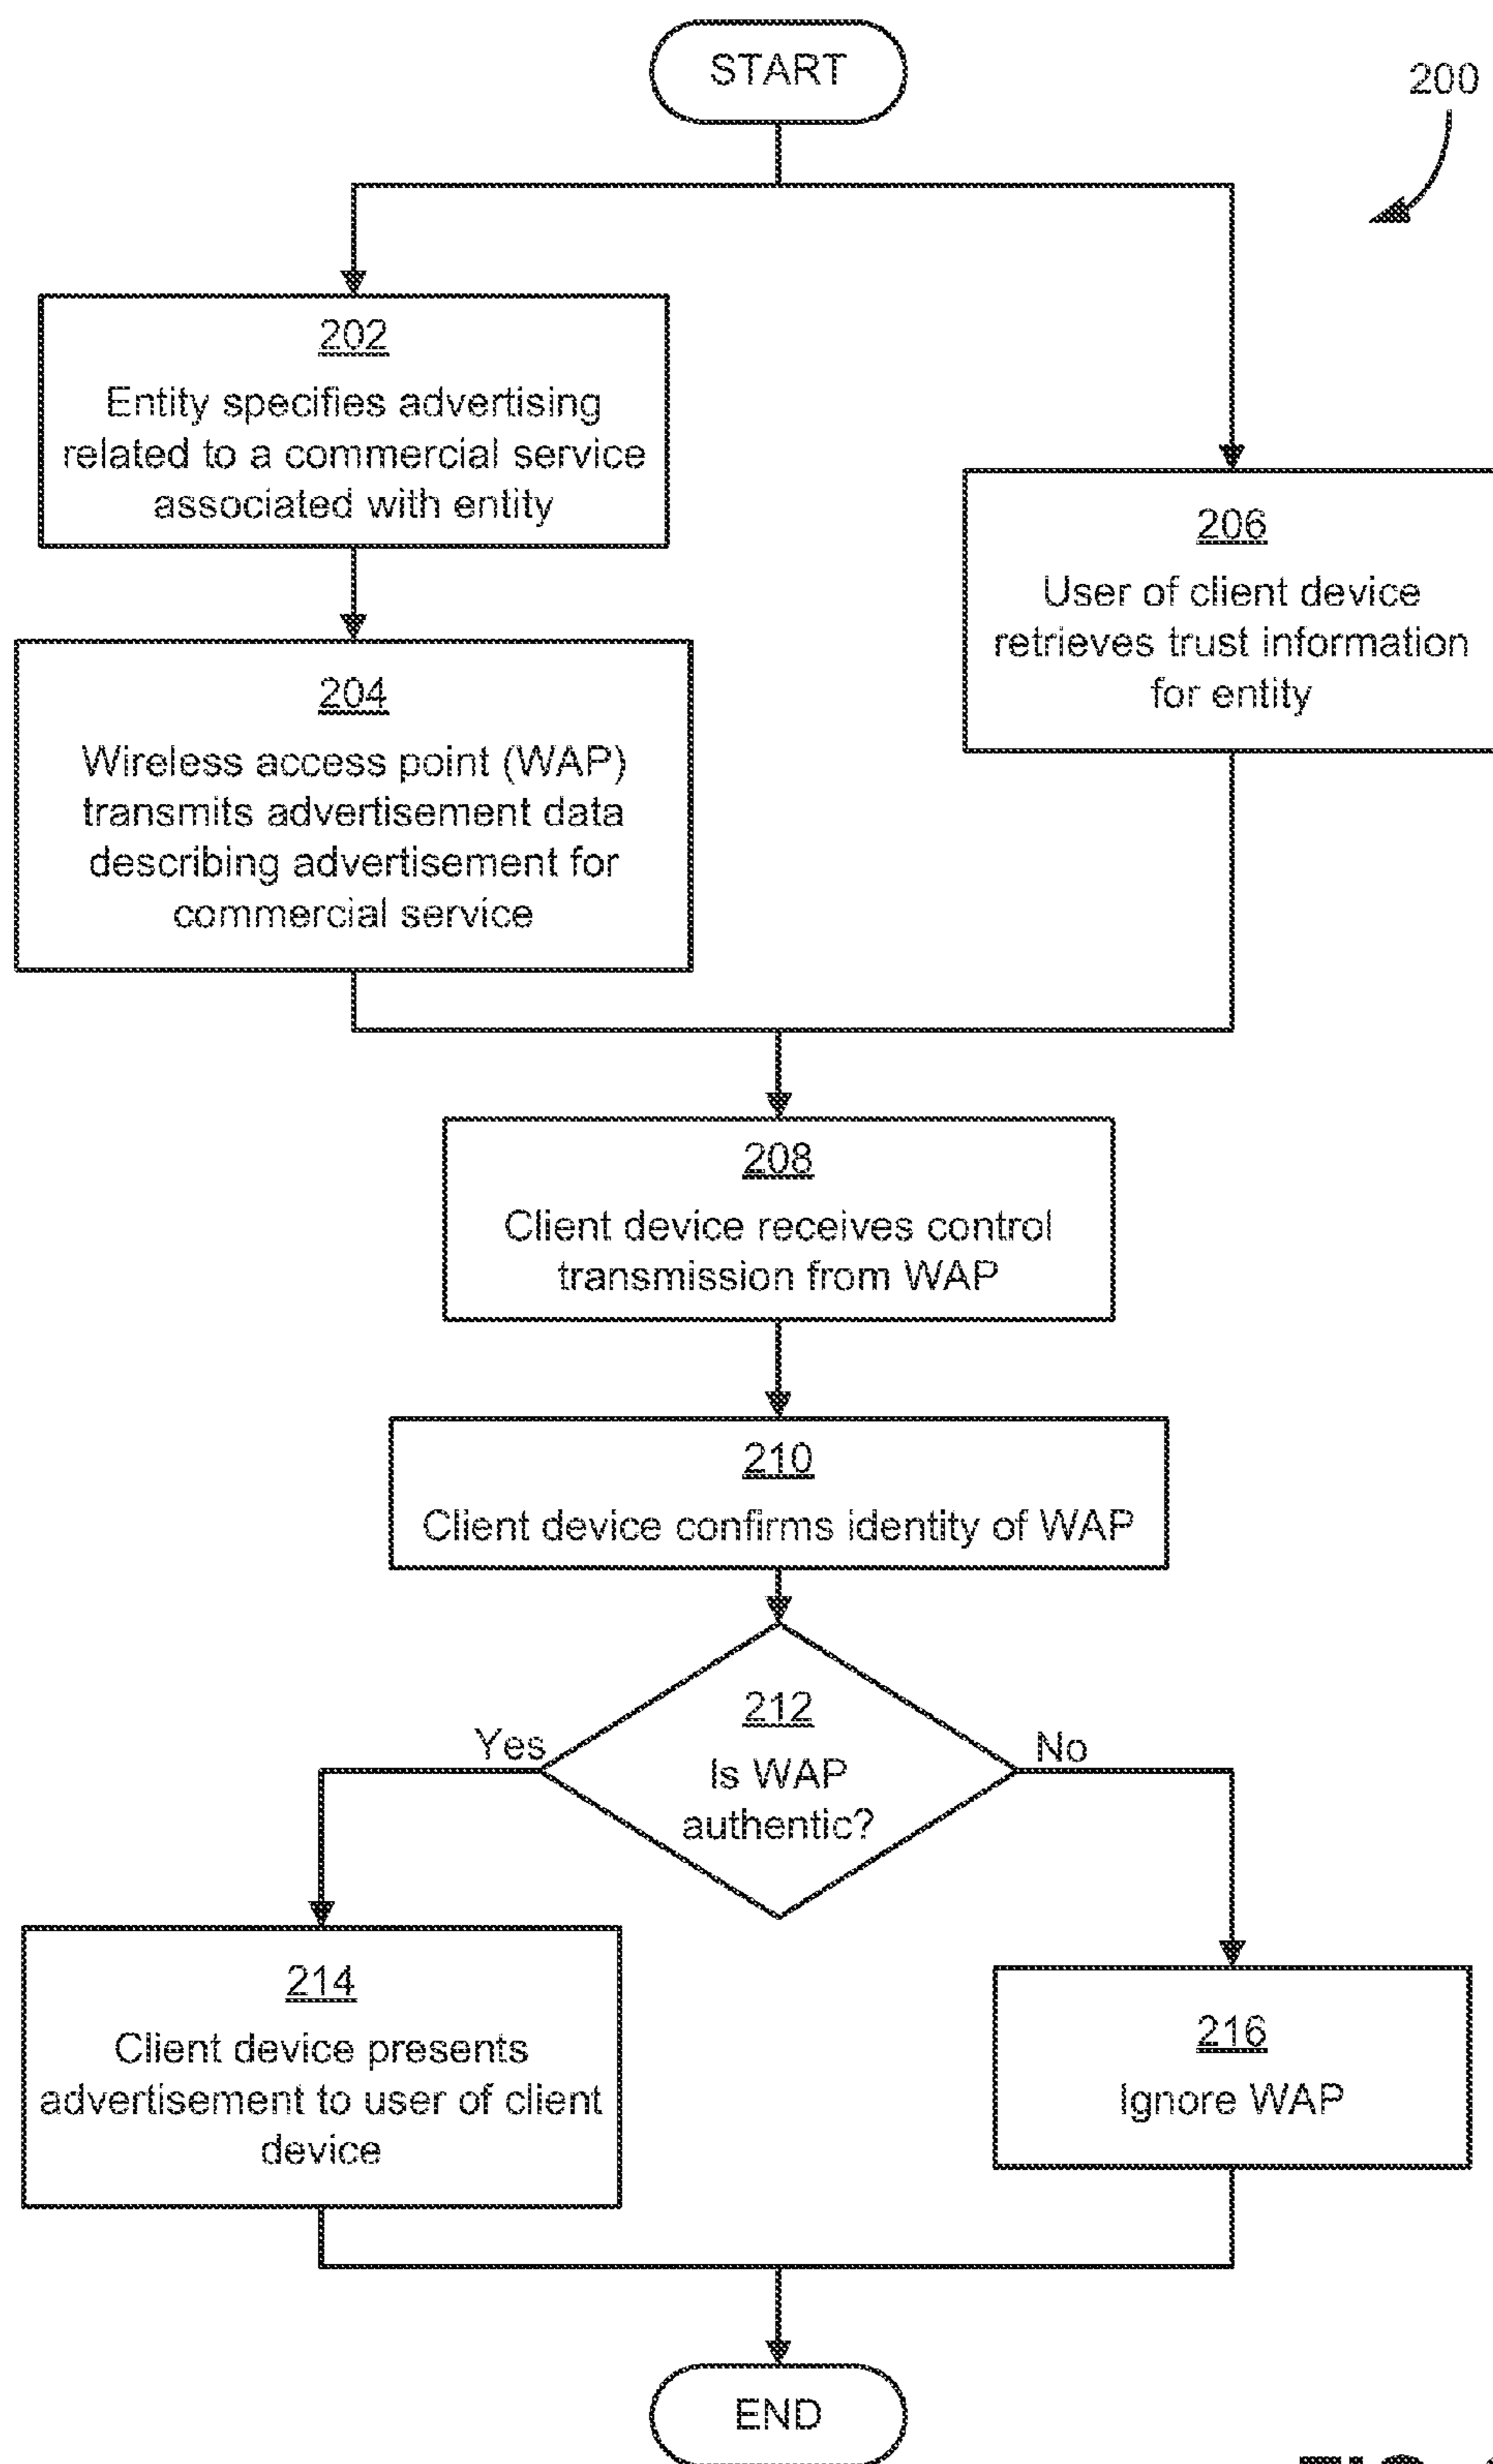 START
200
202
Entity specifies advertising
related to a commercial service
associated with entity
206
User of client device
retrieves trust information
for entity
204
Wireless access point (WAP)
transmits advertisement data
describing advertisement for
commercial service
208
Client device receives control
transmission from WAP
210
Client device confirms identity of WAP
212
Is WAP
authentic?
Yes
No
214
Client device presents
advertisement to user of client
device
216
Ignore WAP
END